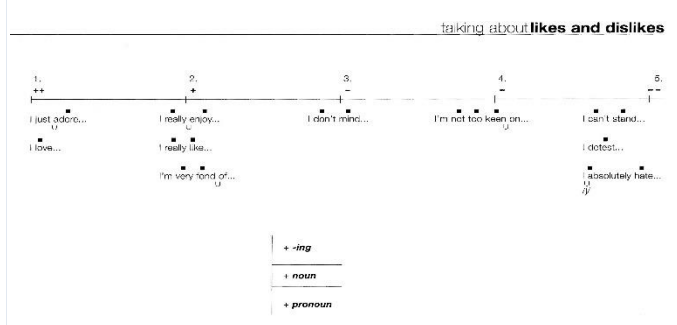 talking about likes and dislikes
1. 2. 3. 4. 5.
++ + – – – –
I just adore... I really enjoy... I don't mind... I'm not too keen on... I can't stand...
I love... I really like... I detest...
I'm very fond of... I absolutely hate...
/j/
+ -ing
+ noun
+ pronoun